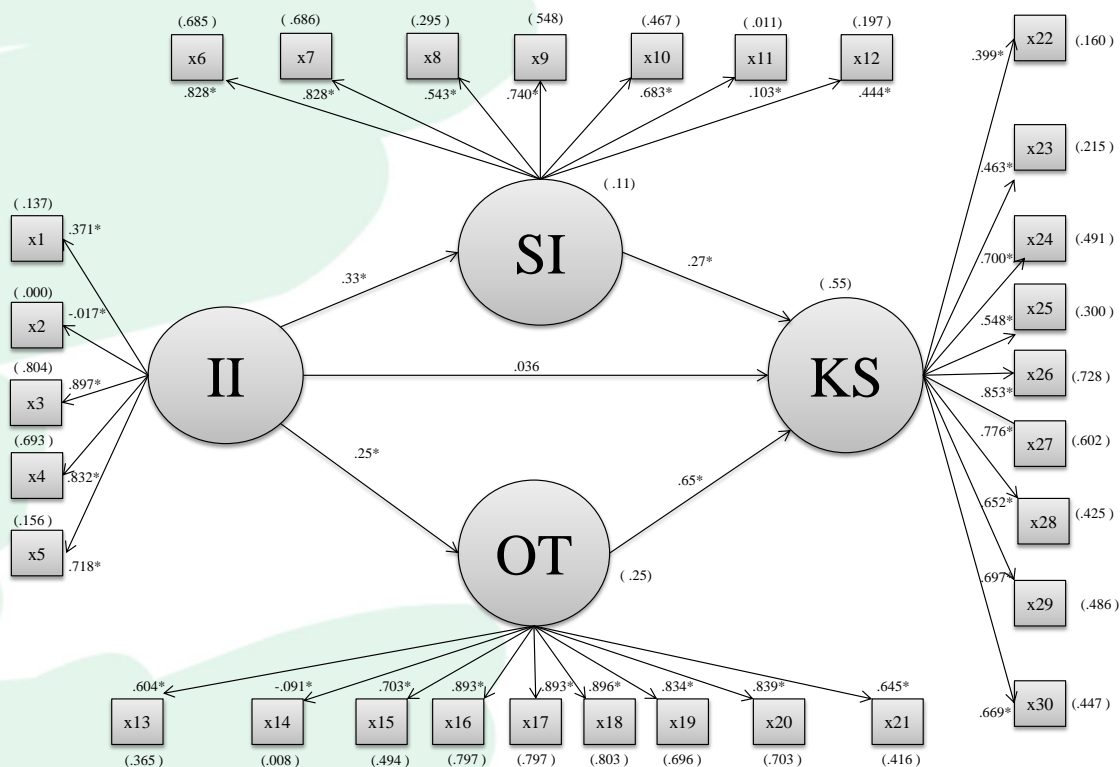 (.685) (.686) (.295) ( 548) (.467) (.011) (.197)
x6 x7 x8 x9 x10 x11 x12
.828* .828* .543* .740* .683* .103* .444*
x22 (.160)
.399*
x23 (.215)
.463*
x24 (.491)
.700*
x25 (.300)
.548*
x26 (.728)
.853*
x27 (.602)
.776*
x28 (.425 )
.652*
x29 (.486 )
.697*
x30 (.447 )
.669*
( .137)
x1 .371*
( .000)
x2 -.017*
( .804)
x3 .897*
(.693 )
x4 .832*
(.156 )
x5 .718*
SI ( .11)
.33* .27*
II .036 KS ( .55)
.25* .65*
OT ( .25)
.604* -.091* .703* .893* .893* .896* .834* .839* .645*
x13 x14 x15 x16 x17 x18 x19 x20 x21
(.365) (.008 ) (.494 ) (.797 ) (.797) (.803 ) (.696 ) (.703 ) (.416 )